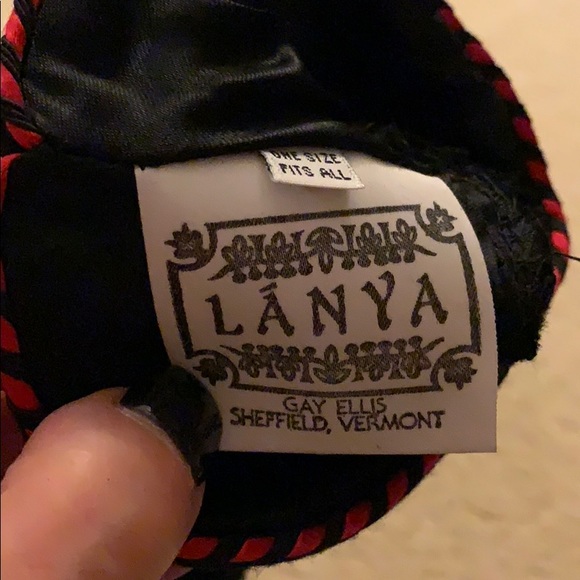 ONE SIZE
FITS ALL
LÁNYA
GAY ELLIS
SHEFFIELD, VERMONT